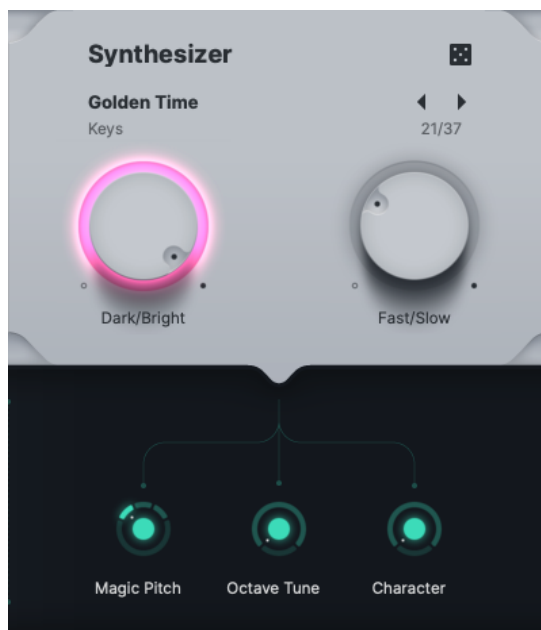 Synthesizer
Golden Time
Keys
21/37
Dark/Bright
Fast/Slow
Magic Pitch
Octave Tune
Character